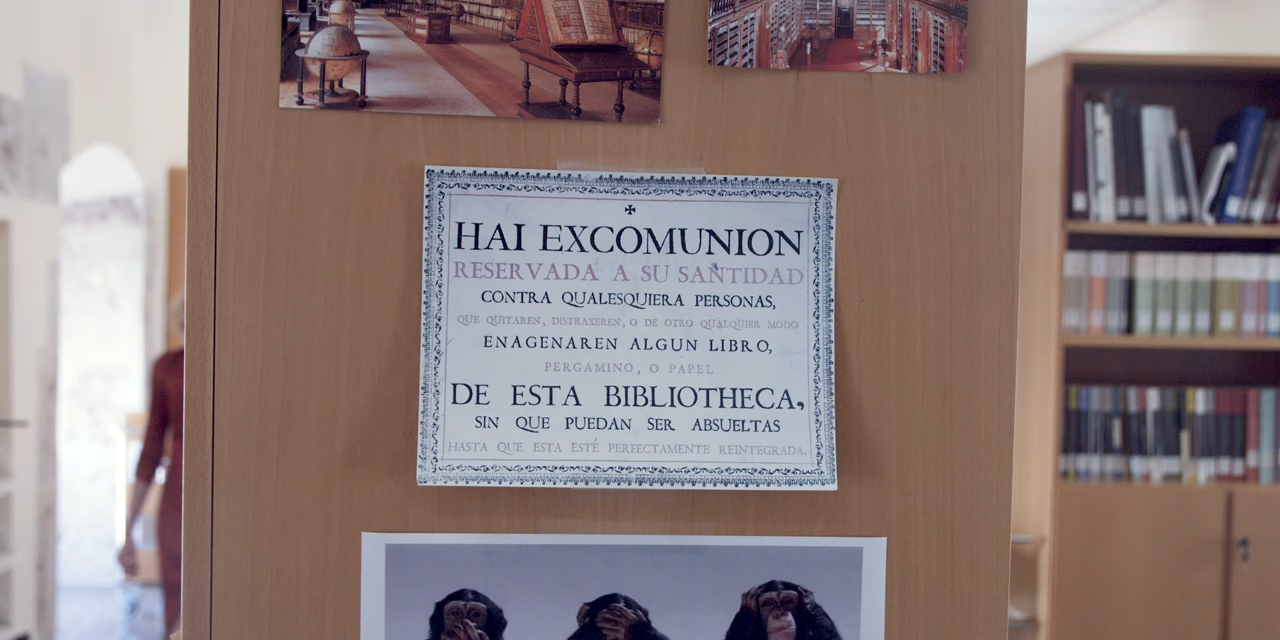 HAI EXCOMUNION
RESERVADA A SU SANTIDAD
CONTRA QUALESQUIERA PERSONAS,
QUE QUITAREN, DISTRAXEREN, O DE OTRO QUALQUIER MODO
ENAGENAREN ALGUN LIBRO,
PERGAMINO, O PAPEL
DE ESTA BIBLIOTHECA,
SIN QUE PUEDAN SER ABSUELTAS
HASTA QUE ESTA ESTÉ PERFECTAMENTE REINTEGRADA.